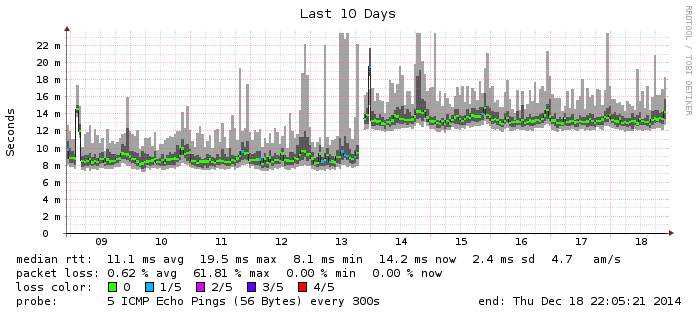 Last 10 Days
RRDTOOL / TOBI OETIKER
Seconds
22 m
20 m
18 m
16 m
14 m
12 m
10 m
8 m
6 m
4 m
2 m
0
09 10 11 12 13 14 15 16 17 18
median rtt: 11.1 ms avg 19.5 ms max 8.1 ms min 14.2 ms now 2.4 ms sd 4.7 am/s
packet loss: 0.62 % avg 61.81 % max 0.00 % min 0.00 % now
loss color: 0 1/5 2/5 3/5 4/5
probe: 5 ICMP Echo Pings (56 Bytes) every 300s end: Thu Dec 18 22:05:21 2014